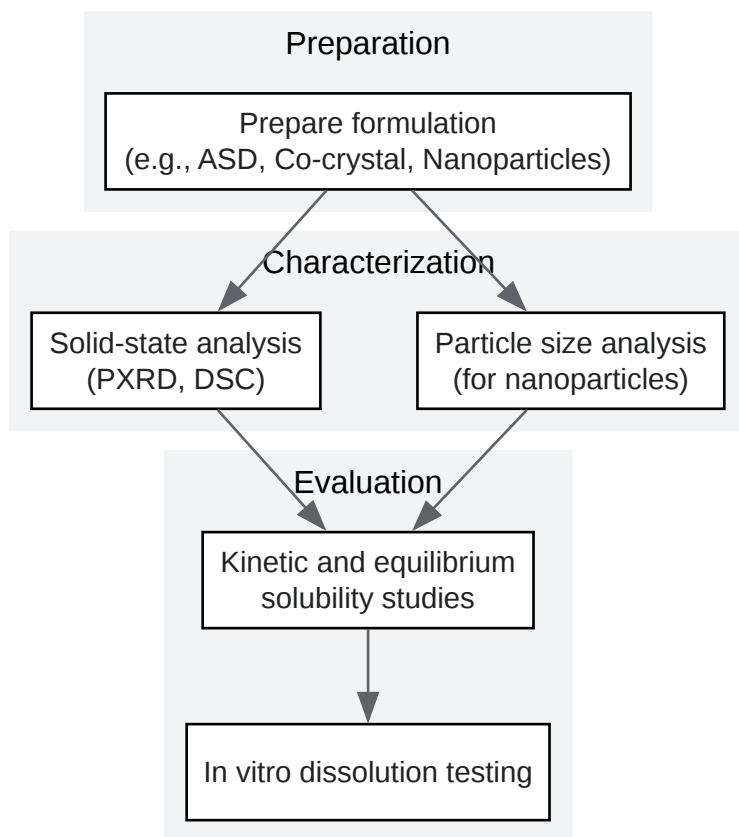 Preparation
Prepare formulation
(e.g., ASD, Co-crystal, Nanoparticles)
Characterization
Solid-state analysis
(PXRD, DSC)
Particle size analysis
(for nanoparticles)
Evaluation
Kinetic and equilibrium
solubility studies
In vitro dissolution testing